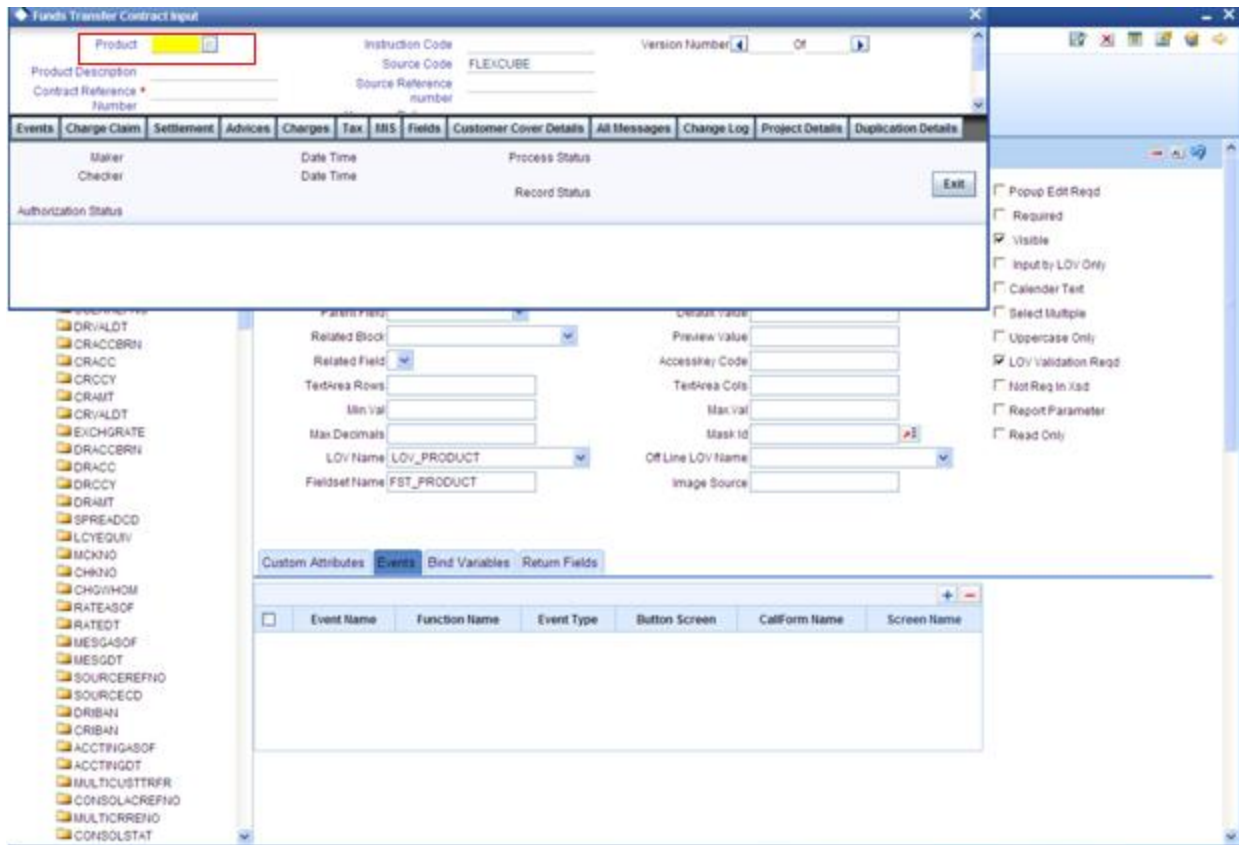 Funds Transfer Contract Input
Product
Instruction Code
Version Number
Of
Source Code FLEXCUBE
Product Description
Source Reference number
Contract Reference * Number
Events Charge Claim Settlement Advices Charges Tax MIS Fields Customer Cover Details All Messages Change Log Project Details Duplication Details
Maker Date Time Process Status
Checker Date Time
Record Status
Exit
Authorization Status
Popup Edit Reqd
Required
Visible
Input by LOV Only
Calender Text
Select Multiple
Uppercase Only
LOV Validation Reqd
Not Req In Xsd
Report Parameter
Read Only
Parent Field Default Value
Related Block Preview Value
Related Field Accesskey Code
TextArea Rows TextArea Cols
Min Val Max Val
Max Decimals Mask Id
LOV Name LOV_PRODUCT Off Line LOV Name
Fieldset Name FST_PRODUCT Image Source
DRVALDT
CRACCBRN
CRACC
CRCCY
CRAMT
CRVALDT
EXCHGRATE
DRACCBRN
DRACC
DRCCY
DRAMT
SPREADCD
LCYEQUIV
MCKNO
CHKNO
CHGWHOM
RATEASOF
RATEDT
MESGASOF
MESGDT
SOURCEREFNO
SOURCECD
DRIBAN
CRIBAN
ACCTINGASOF
ACCTINGDT
MULTICUSTTRFR
CONSOLACREFNO
MULTICRRENO
CONSOLSTAT
Custom Attributes Events Bind Variables Return Fields
Event Name Function Name Event Type Button Screen CallForm Name Screen Name